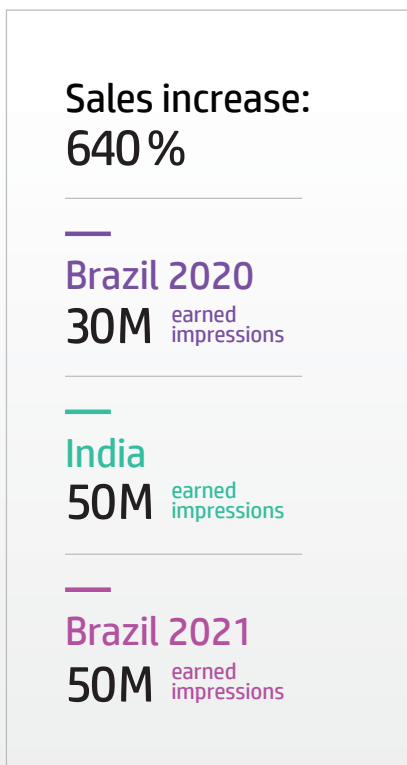 Sales increase:
640 %
Brazil 2020
30M earned
impressions
India
50M earned
impressions
Brazil 2021
50M earned
impressions